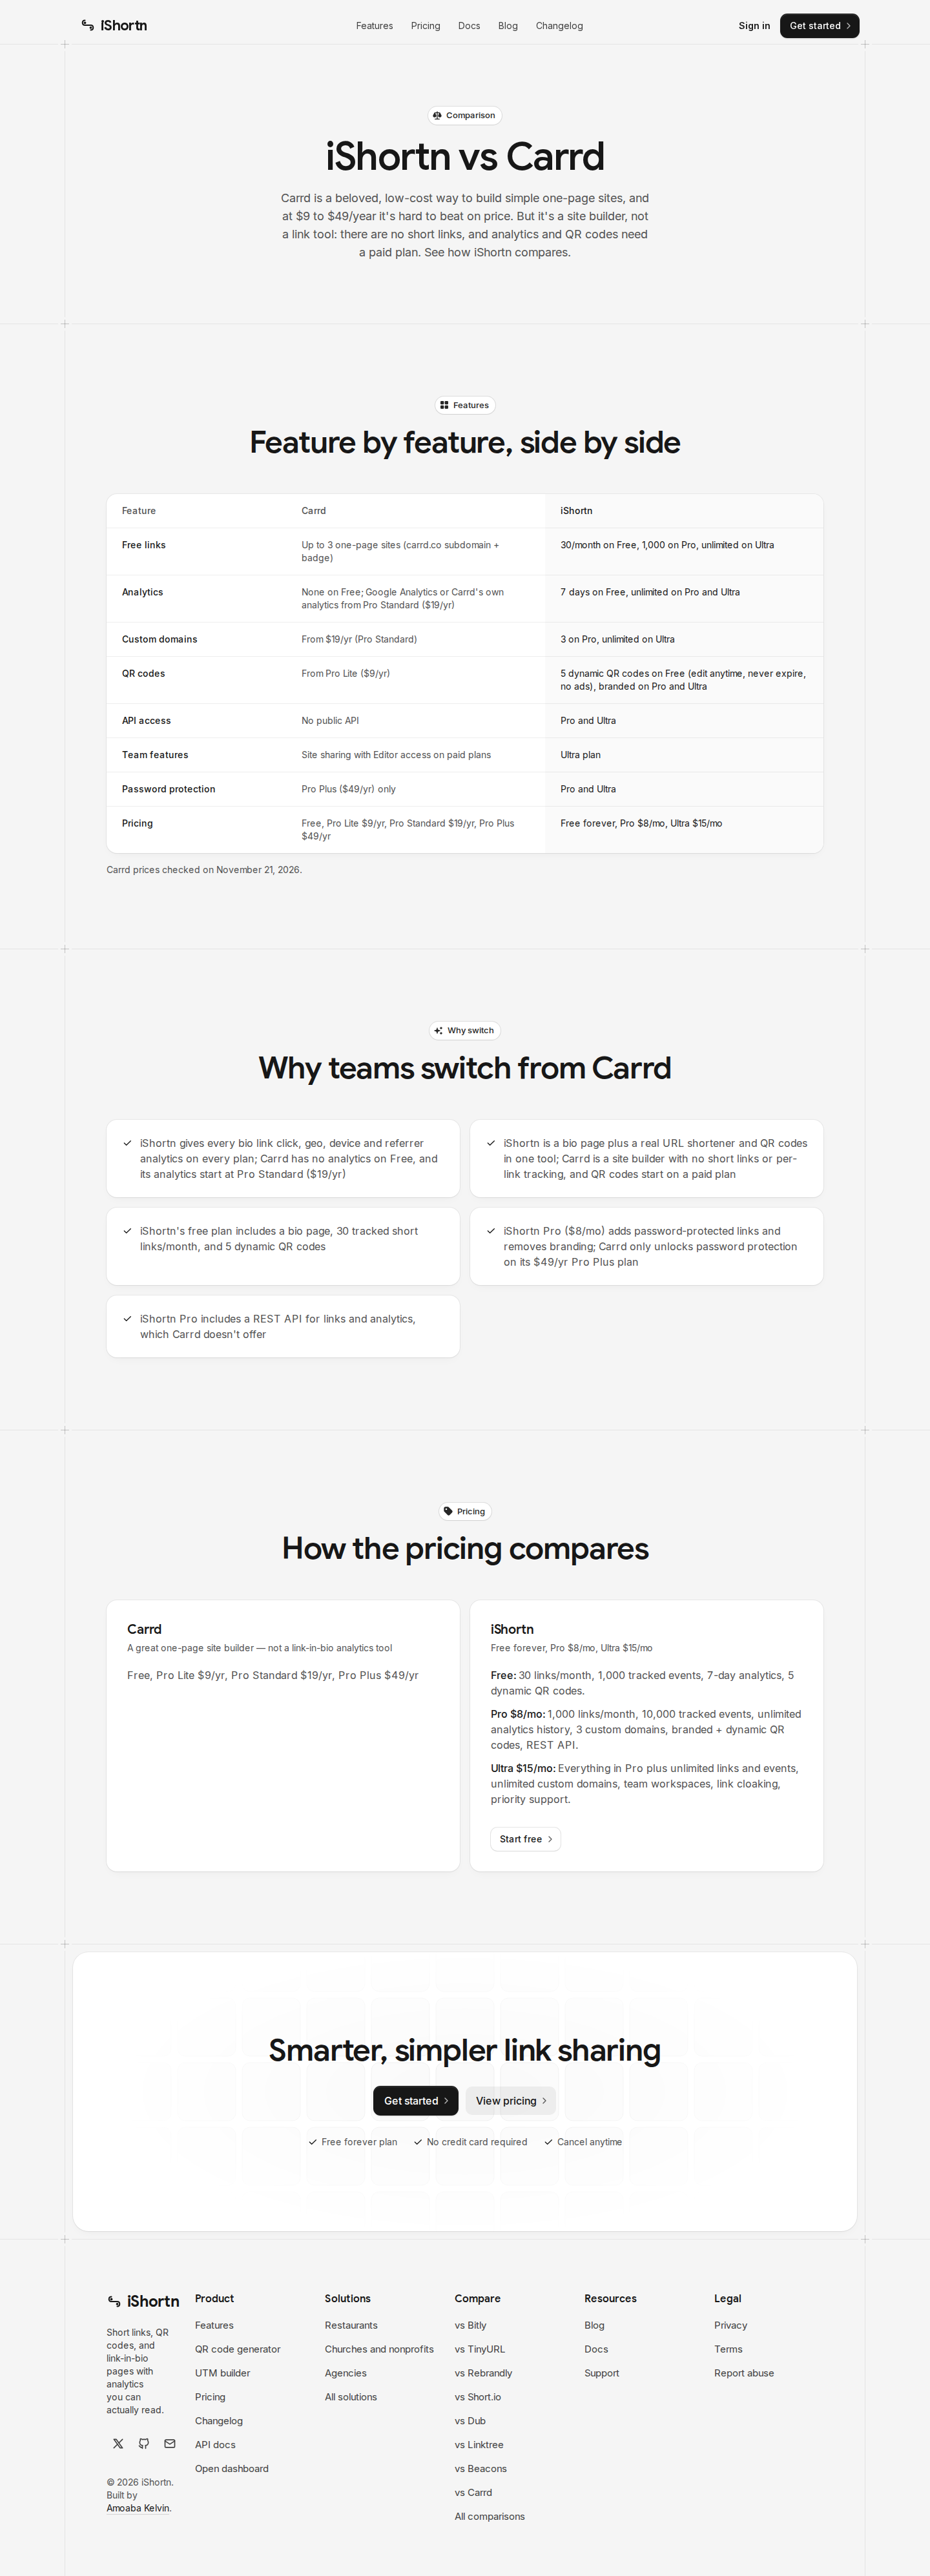 iShortn
Features
Pricing
Docs
Blog
Changelog
Sign in
Get started
Comparison
iShortn vs Carrd
Carrd is a beloved, low-cost way to build simple one-page sites, and
at $9 to $49/year it's hard to beat on price. But it's a site builder, not
a link tool: there are no short links, and analytics and QR codes need
a paid plan. See how iShortn compares.
Features
Feature by feature, side by side
Feature
Carrd
iShortn
Free links
Up to 3 one-page sites (carrd.co subdomain +
badge)
30/month on Free, 1,000 on Pro, unlimited on Ultra
Analytics
None on Free; Google Analytics or Carrd's own
analytics from Pro Standard ($19/yr)
7 days on Free, unlimited on Pro and Ultra
Custom domains
From $19/yr (Pro Standard)
3 on Pro, unlimited on Ultra
QR codes
From Pro Lite ($9/yr)
5 dynamic QR codes on Free (edit anytime, never expire,
no ads), branded on Pro and Ultra
API access
No public API
Pro and Ultra
Team features
Site sharing with Editor access on paid plans
Ultra plan
Password protection
Pro Plus ($49/yr) only
Pro and Ultra
Pricing
Free, Pro Lite $9/yr, Pro Standard $19/yr, Pro Plus
$49/yr
Free forever, Pro $8/mo, Ultra $15/mo
Carrd prices checked on November 21, 2026.
Why switch
Why teams switch from Carrd
iShortn gives every bio link click, geo, device and referrer
analytics on every plan; Carrd has no analytics on Free, and
its analytics start at Pro Standard ($19/yr)
iShortn is a bio page plus a real URL shortener and QR codes
in one tool; Carrd is a site builder with no short links or per-
link tracking, and QR codes start on a paid plan
iShortn's free plan includes a bio page, 30 tracked short
links/month, and 5 dynamic QR codes
iShortn Pro ($8/mo) adds password-protected links and
removes branding; Carrd only unlocks password protection
on its $49/yr Pro Plus plan
iShortn Pro includes a REST API for links and analytics,
which Carrd doesn't offer
Pricing
How the pricing compares
Carrd
A great one-page site builder — not a link-in-bio analytics tool
Free, Pro Lite $9/yr, Pro Standard $19/yr, Pro Plus $49/yr
iShortn
Free forever, Pro $8/mo, Ultra $15/mo
Free: 30 links/month, 1,000 tracked events, 7-day analytics, 5
dynamic QR codes.
Pro $8/mo: 1,000 links/month, 10,000 tracked events, unlimited
analytics history, 3 custom domains, branded + dynamic QR
codes, REST API.
Ultra $15/mo: Everything in Pro plus unlimited links and events,
unlimited custom domains, team workspaces, link cloaking,
priority support.
Start free
Smarter, simpler link sharing
Get started
View pricing
Free forever plan
No credit card required
Cancel anytime
iShortn
Short links, QR
codes, and
link-in-bio
pages with
analytics
you can
actually read.
© 2026 iShortn.
Built by
Amoaba Kelvin.
Product
Features
QR code generator
UTM builder
Pricing
Changelog
API docs
Open dashboard
Solutions
Restaurants
Churches and nonprofits
Agencies
All solutions
Compare
vs Bitly
vs TinyURL
vs Rebrandly
vs Short.io
vs Dub
vs Linktree
vs Beacons
vs Carrd
All comparisons
Resources
Blog
Docs
Support
Legal
Privacy
Terms
Report abuse